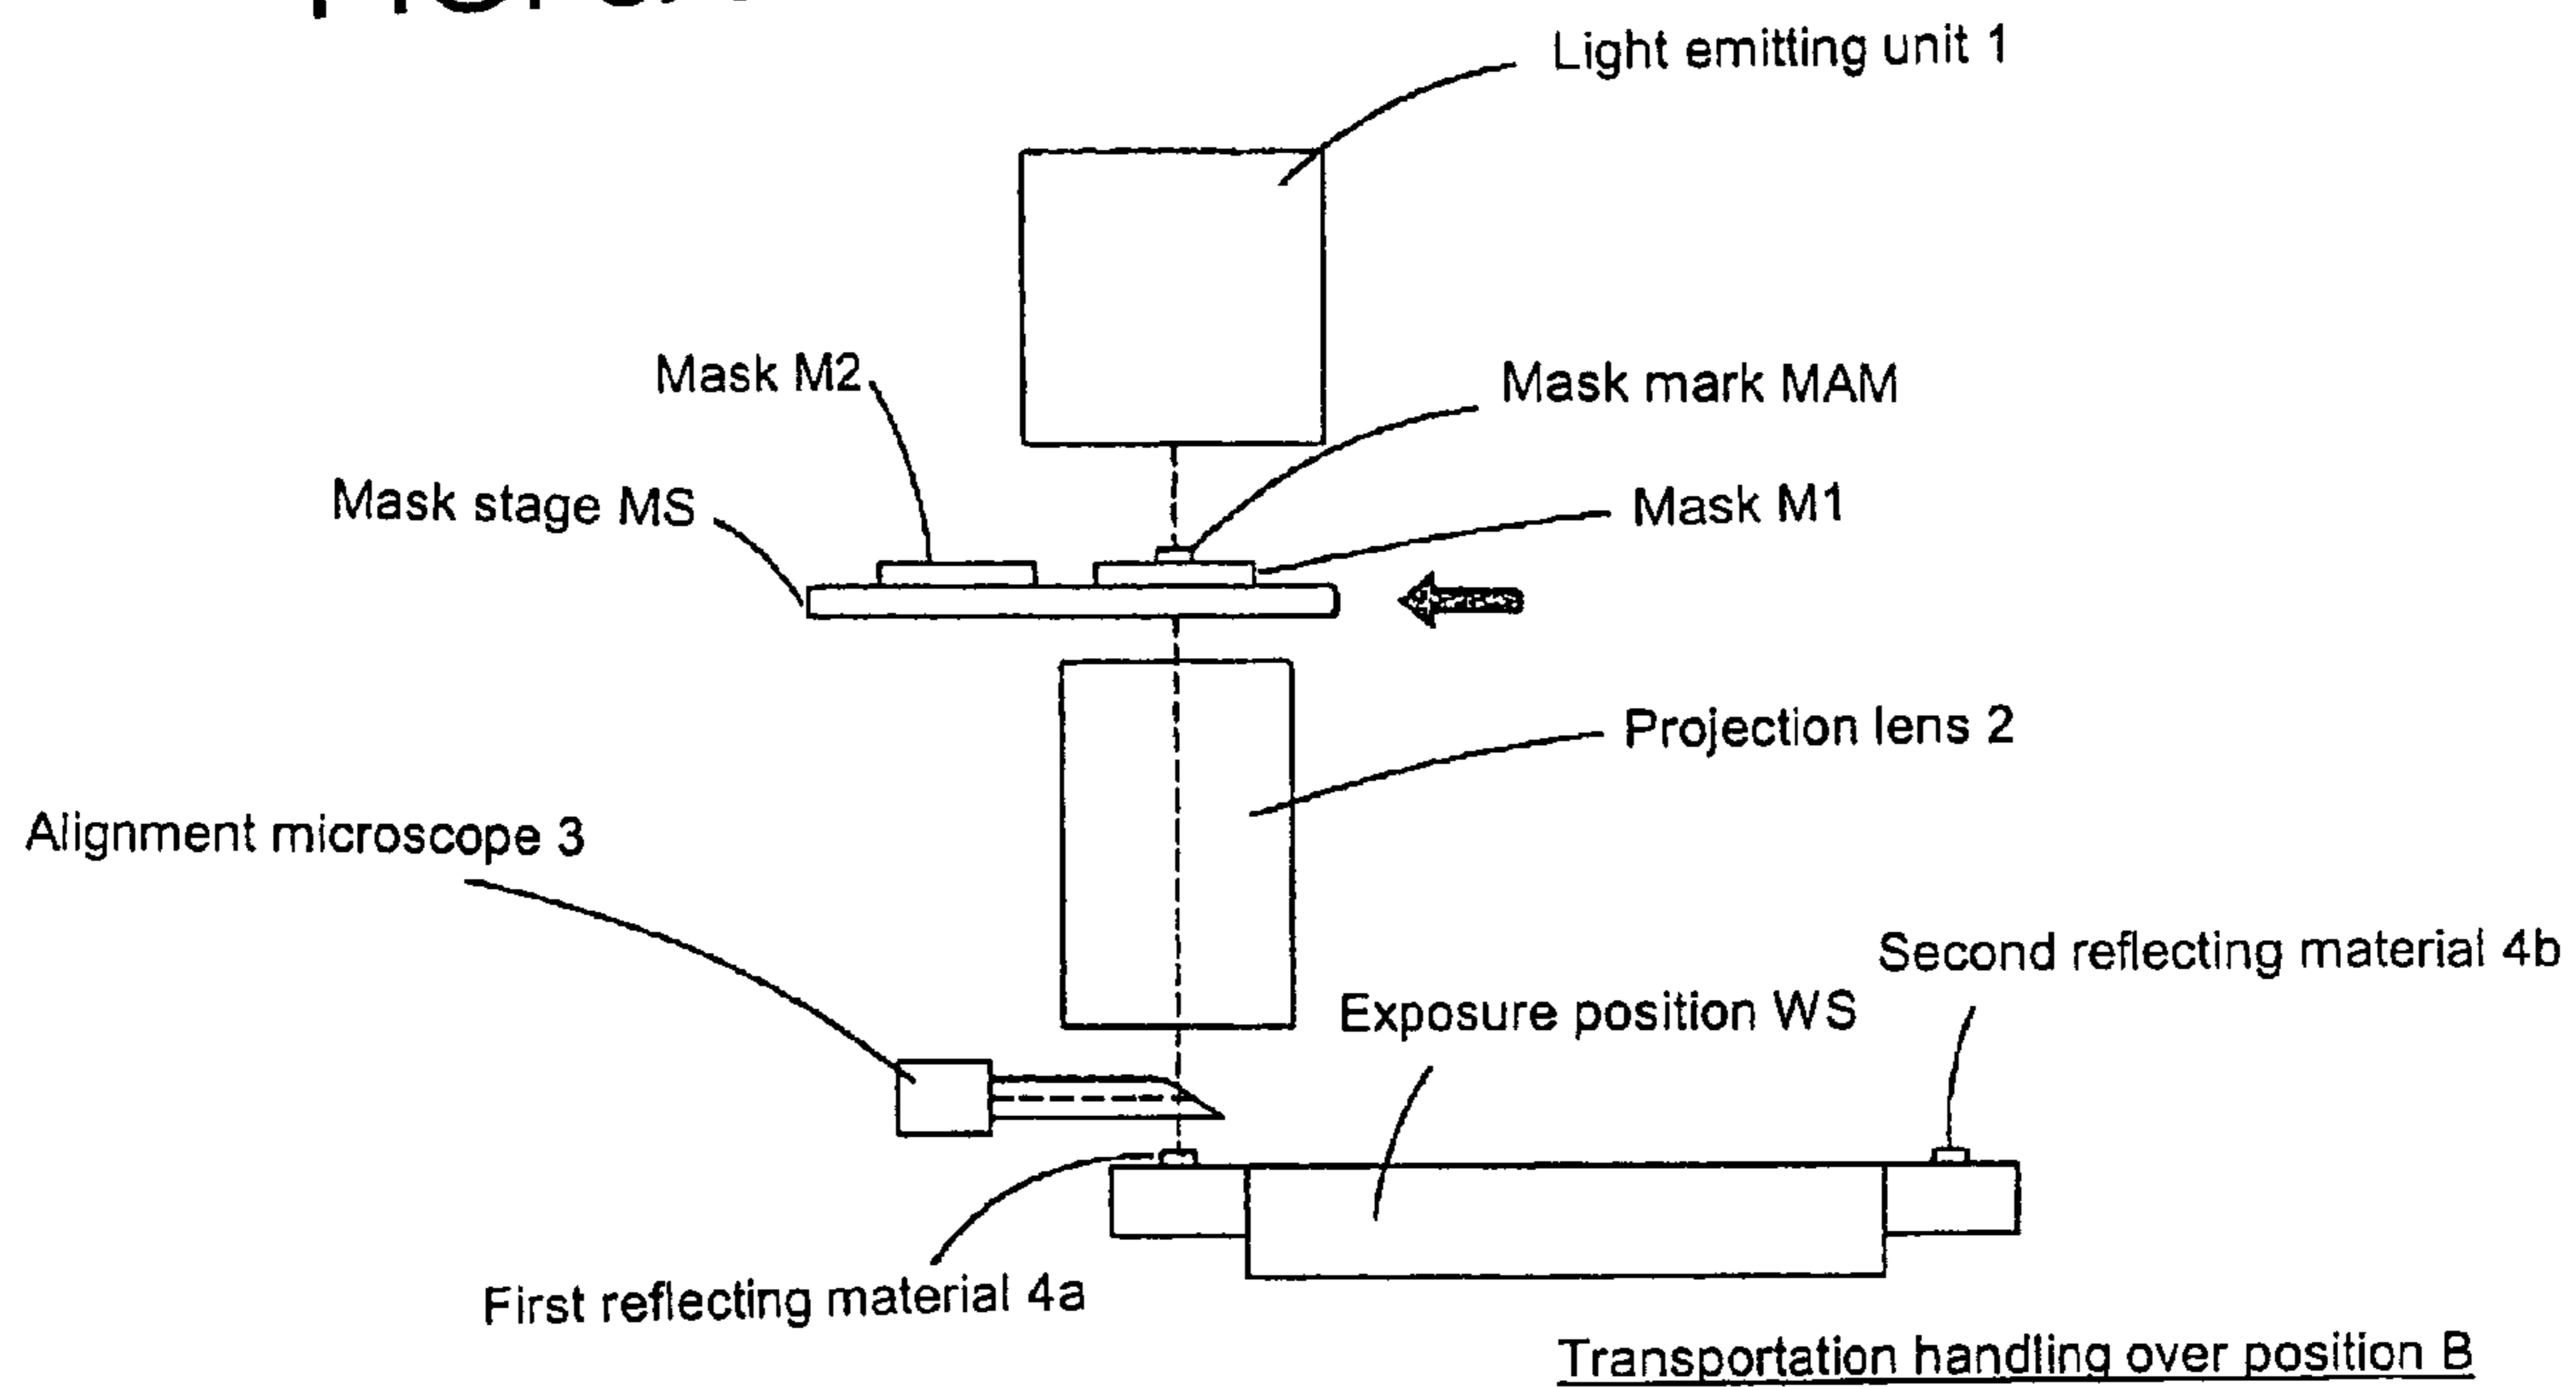 Light emitting unit 1
Mask M2
Mask mark MAM
Mask stage MS
Mask M1
Projection lens 2
Alignment microscope 3
Second reflecting material 4b
Exposure position WS
First reflecting material 4a
Transportation handling over position B